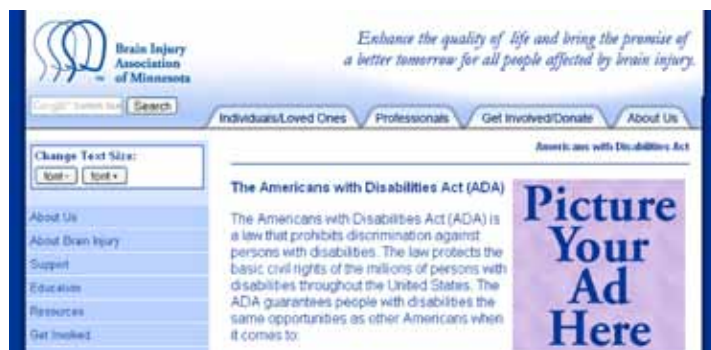 Brain Injury
Association
of Minnesota
Enhance the quality of life and bring the promise of
a better tomorrow for all people affected by brain injury.
Search
Individuals/Loved Ones
Professionals
Get Involved/Donate
About Us
Americans with Disabilities Act
Change Text Size:
font -
font +
About Us
About Brain Injury
Support
Education
Resources
Get Involved
The Americans with Disabilities Act (ADA)
The Americans with Disabilities Act (ADA) is
a law that prohibits discrimination against
persons with disabilities. The law protects the
basic civil rights of the millions of persons with
disabilities throughout the United States. The
ADA guarantees people with disabilities the
same opportunities as other Americans when
it comes to:
Picture
Your
Ad
Here